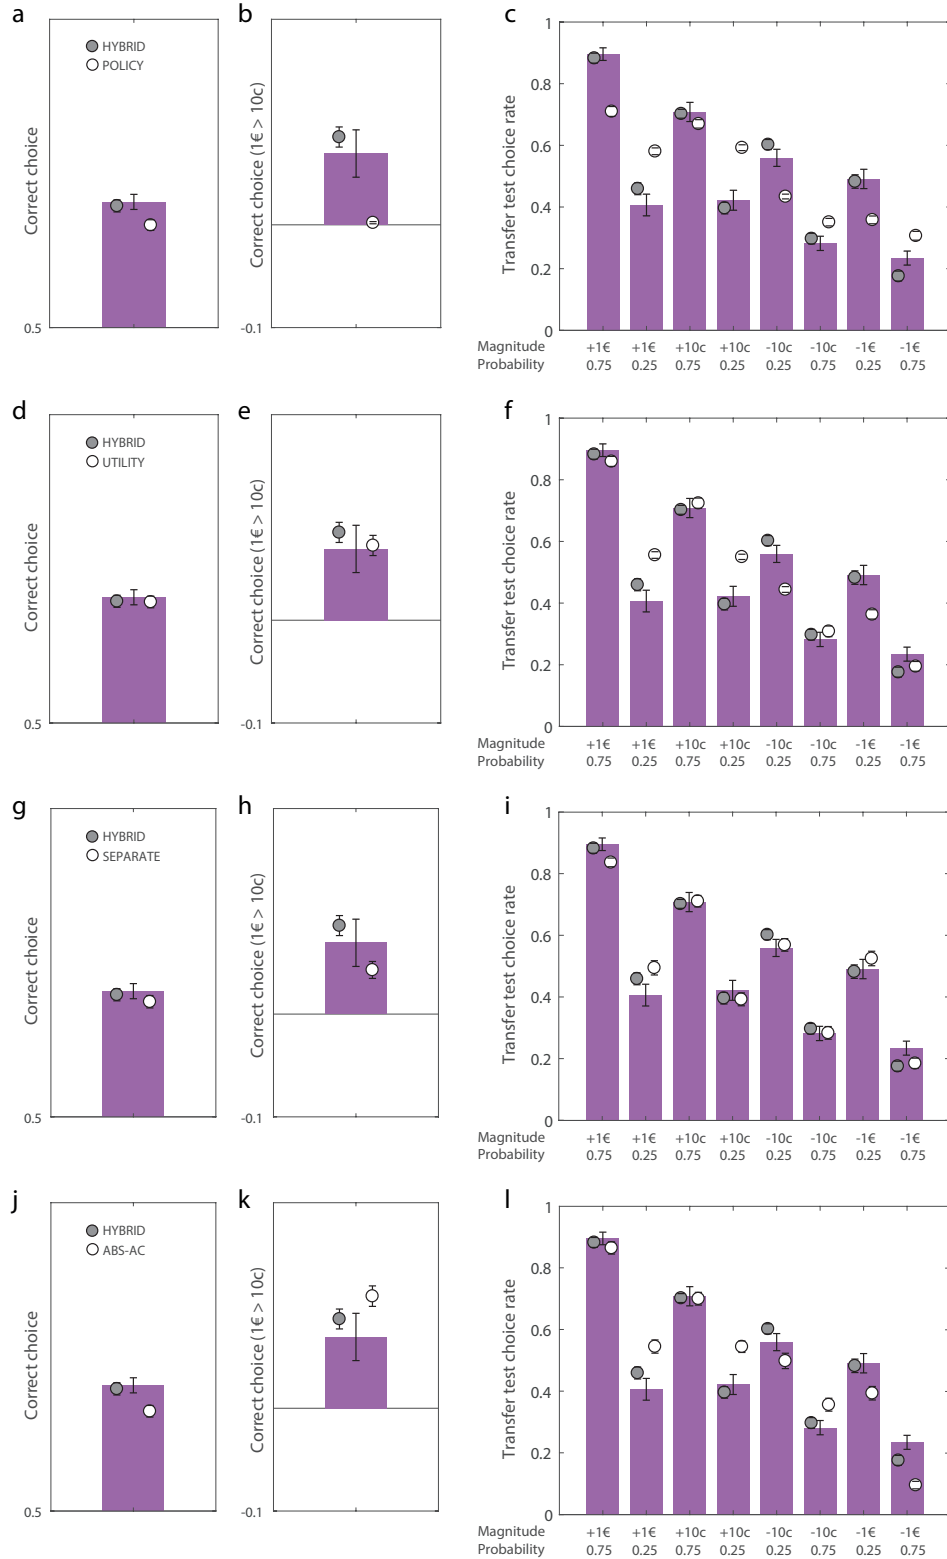 a
HYBRID
POLICY
Correct choice
0.5
b
Correct choice (1€ > 10c)
-0.1
c
Transfer test choice rate
1
0.8
0.6
0.4
0.2
0
Magnitude +1€ +1€ +10c +10c -10c -10c -1€ -1€
Probability 0.75 0.25 0.75 0.25 0.25 0.75 0.25 0.75
d
HYBRID
UTILITY
Correct choice
0.5
e
Correct choice (1€ > 10c)
-0.1
f
Transfer test choice rate
1
0.8
0.6
0.4
0.2
0
Magnitude +1€ +1€ +10c +10c -10c -10c -1€ -1€
Probability 0.75 0.25 0.75 0.25 0.25 0.75 0.25 0.75
g
HYBRID
SEPARATE
Correct choice
0.5
h
Correct choice (1€ > 10c)
-0.1
i
Transfer test choice rate
1
0.8
0.6
0.4
0.2
0
Magnitude +1€ +1€ +10c +10c -10c -10c -1€ -1€
Probability 0.75 0.25 0.75 0.25 0.25 0.75 0.25 0.75
j
HYBRID
ABS-AC
Correct choice
0.5
k
Correct choice (1€ > 10c)
-0.1
l
Transfer test choice rate
1
0.8
0.6
0.4
0.2
0
Magnitude +1€ +1€ +10c +10c -10c -10c -1€ -1€
Probability 0.75 0.25 0.75 0.25 0.25 0.75 0.25 0.75